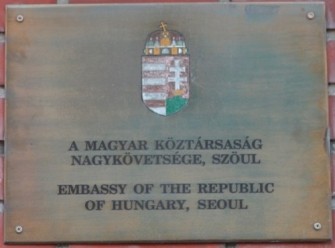 A MAGYAR KÖZTÁRSASÁG
NAGYKÖVETSÉGE, SZÖUL
EMBASSY OF THE REPUBLIC
OF HUNGARY, SEOUL